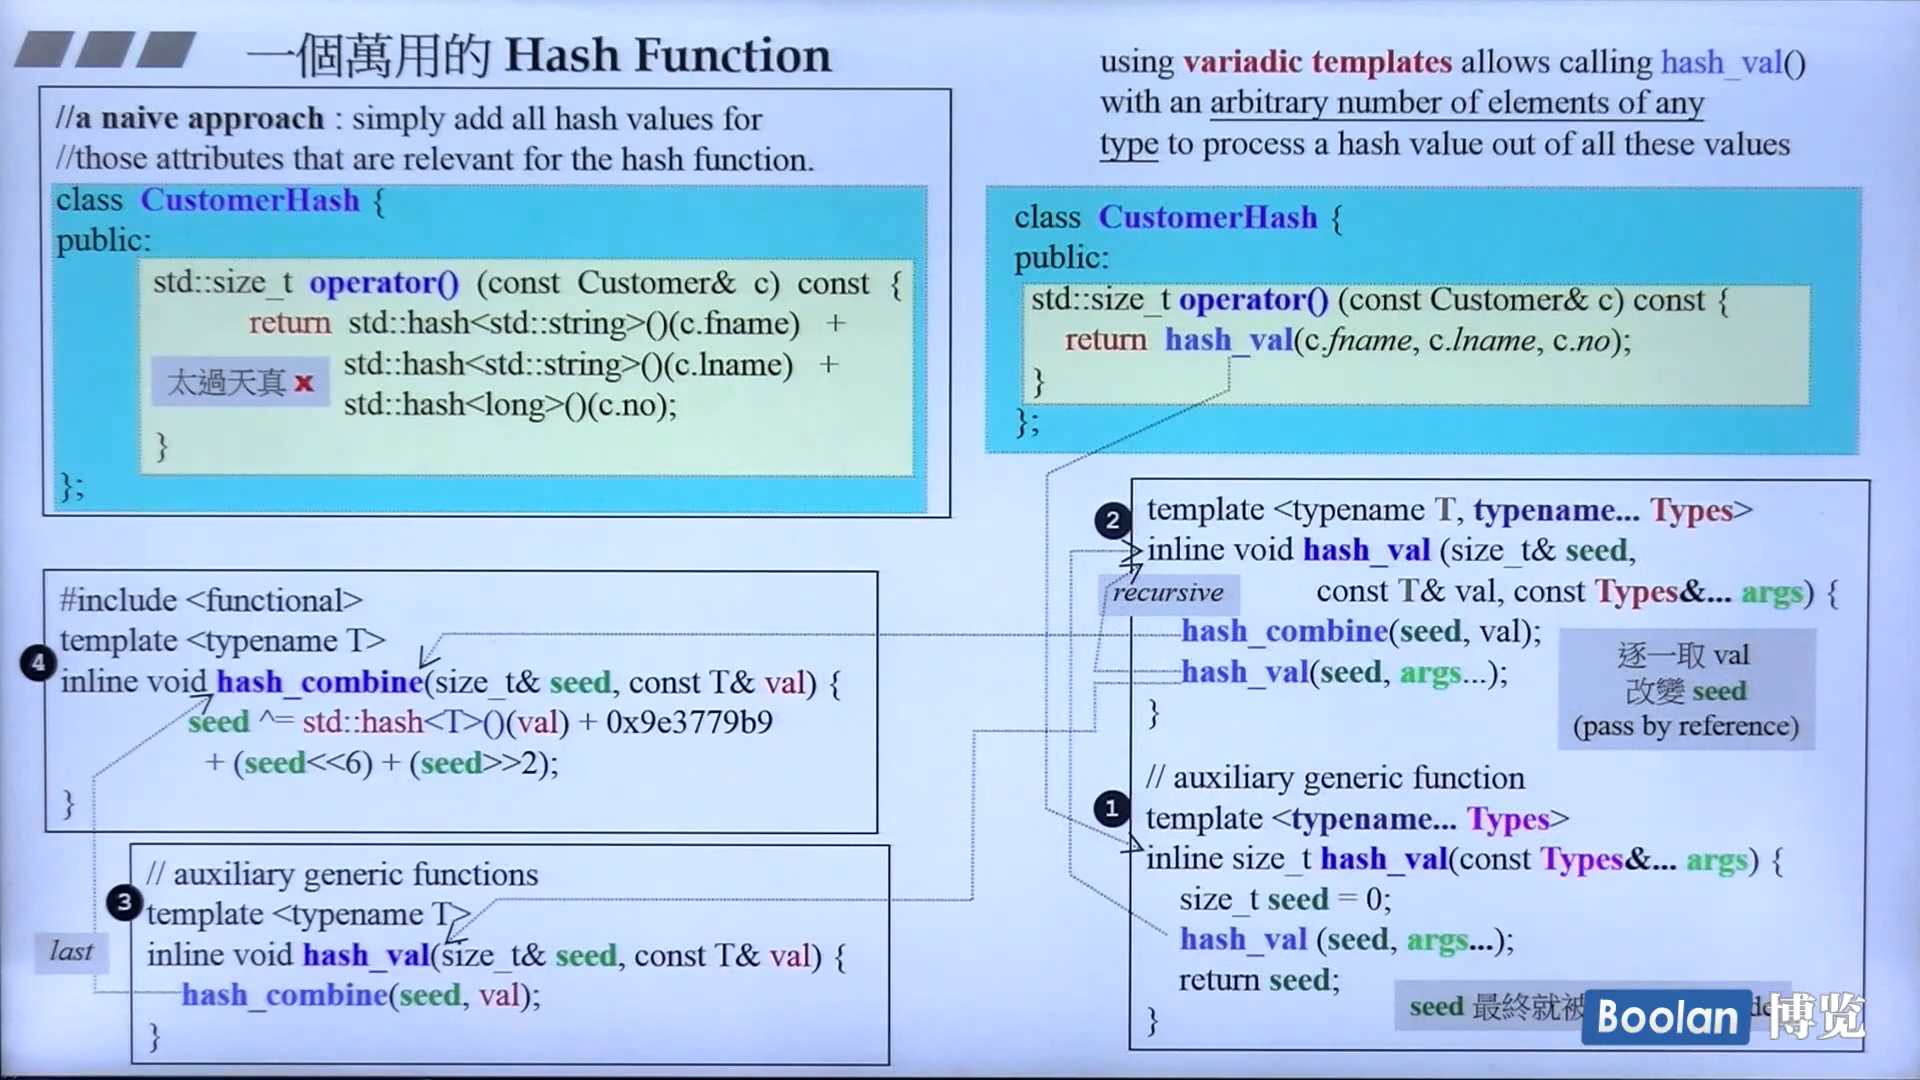 一個萬用的 Hash Function
//a naive approach : simply add all hash values for
//those attributes that are relevant for the hash function.
class CustomerHash {
public:
std::size_t operator() (const Customer& c) const {
return std::hash<std::string>()(c.fname) +
std::hash<std::string>()(c.lname) +
太過天真 x
std::hash<long>()(c.no);
}
};
using variadic templates allows calling hash_val()
with an arbitrary number of elements of any
type to process a hash value out of all these values
class CustomerHash {
public:
std::size_t operator() (const Customer& c) const {
return hash_val(c.fname, c.lname, c.no);
}
};
2
template <typename T, typename... Types>
inline void hash_val (size_t& seed,
recursive
const T& val, const Types&... args) {
hash_combine(seed, val);
hash_val(seed, args...);
}
逐一取 val
改變 seed
(pass by reference)
1
// auxiliary generic function
template <typename... Types>
inline size_t hash_val(const Types&... args) {
size_t seed = 0;
hash_val (seed, args...);
return seed;
}
seed 最終就被
Boolan 博览
4
#include <functional>
template <typename T>
inline void hash_combine(size_t& seed, const T& val) {
seed ^= std::hash<T>()(val) + 0x9e3779b9
+ (seed<<6) + (seed>>2);
}
3
// auxiliary generic functions
template <typename T>
last
inline void hash_val(size_t& seed, const T& val) {
hash_combine(seed, val);
}